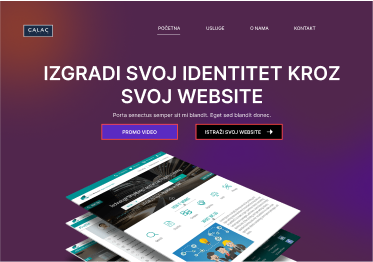 CALAC
POČETNA USLUGE O NAMA KONTAKT
IZGRADI SVOJ IDENTITET KROZ
SVOJ WEBSITE
Porta senectus semper sit mi blandit. Eget sed blandit donec.
PROMO VIDEO ISTRAŽI SVOJ WEBSITE